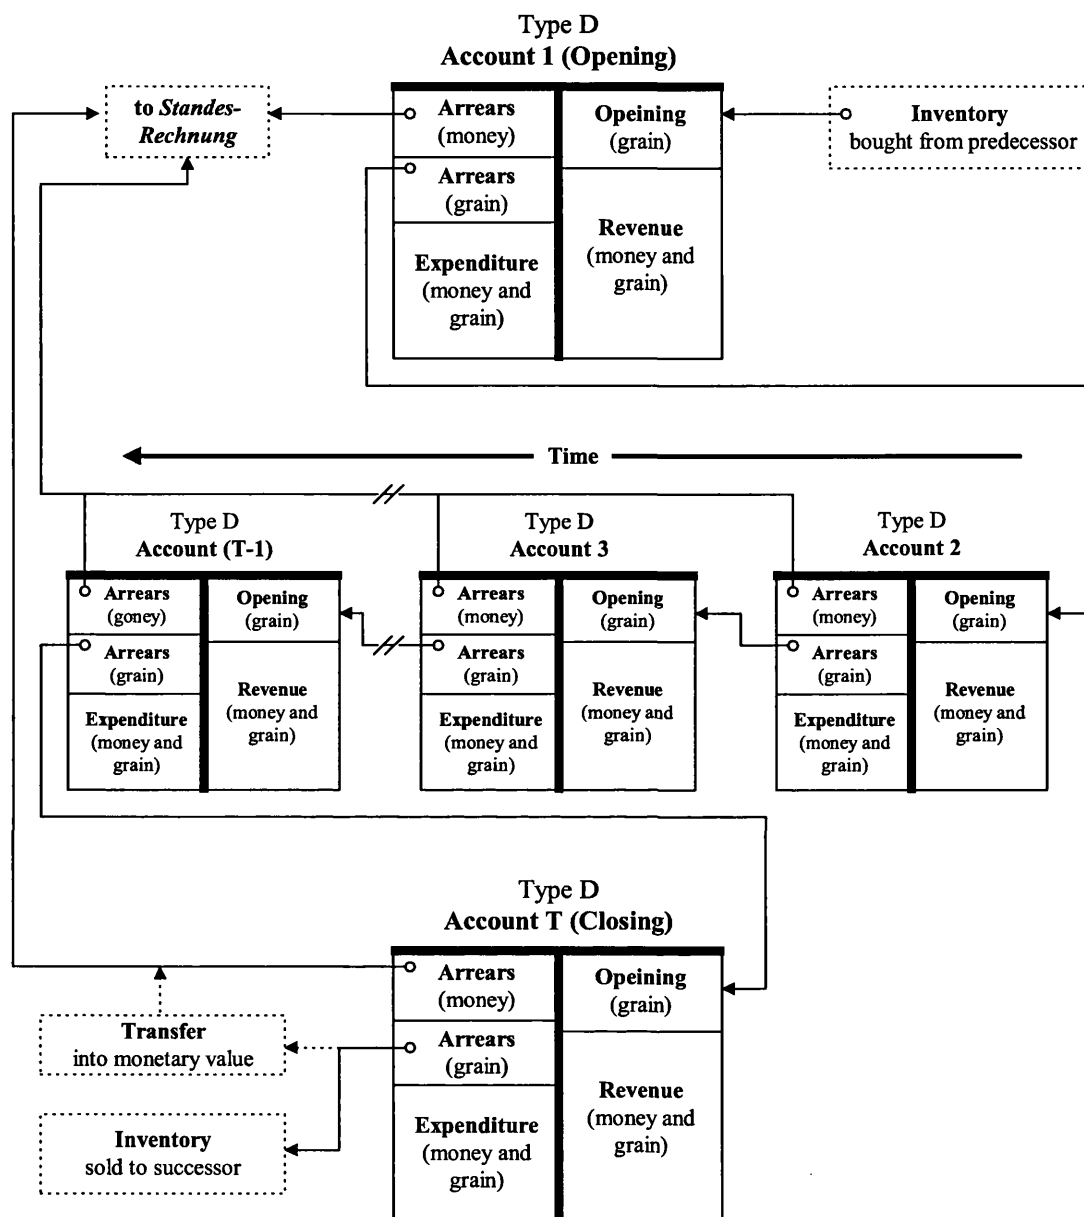 Type D
Account 1 (Opening)
to Standes-
Rechnung
Arrears
(money)
Arrears
(grain)
Expenditure
(money and
grain)
Opeining
(grain)
Revenue
(money and
grain)
Inventory
bought from predecessor
Time
Type D
Account (T-1)
Arrears
(goney)
Arrears
(grain)
Expenditure
(money and
grain)
Opening
(grain)
Revenue
(money and
grain)
Type D
Account 3
Arrears
(money)
Arrears
(grain)
Expenditure
(money and
grain)
Opening
(grain)
Revenue
(money and
grain)
Type D
Account 2
Arrears
(money)
Arrears
(grain)
Expenditure
(money and
grain)
Opening
(grain)
Revenue
(money and
grain)
Type D
Account T (Closing)
Arrears
(money)
Arrears
(grain)
Expenditure
(money and
grain)
Opeining
(grain)
Revenue
(money and
grain)
Transfer
into monetary value
Inventory
sold to successor